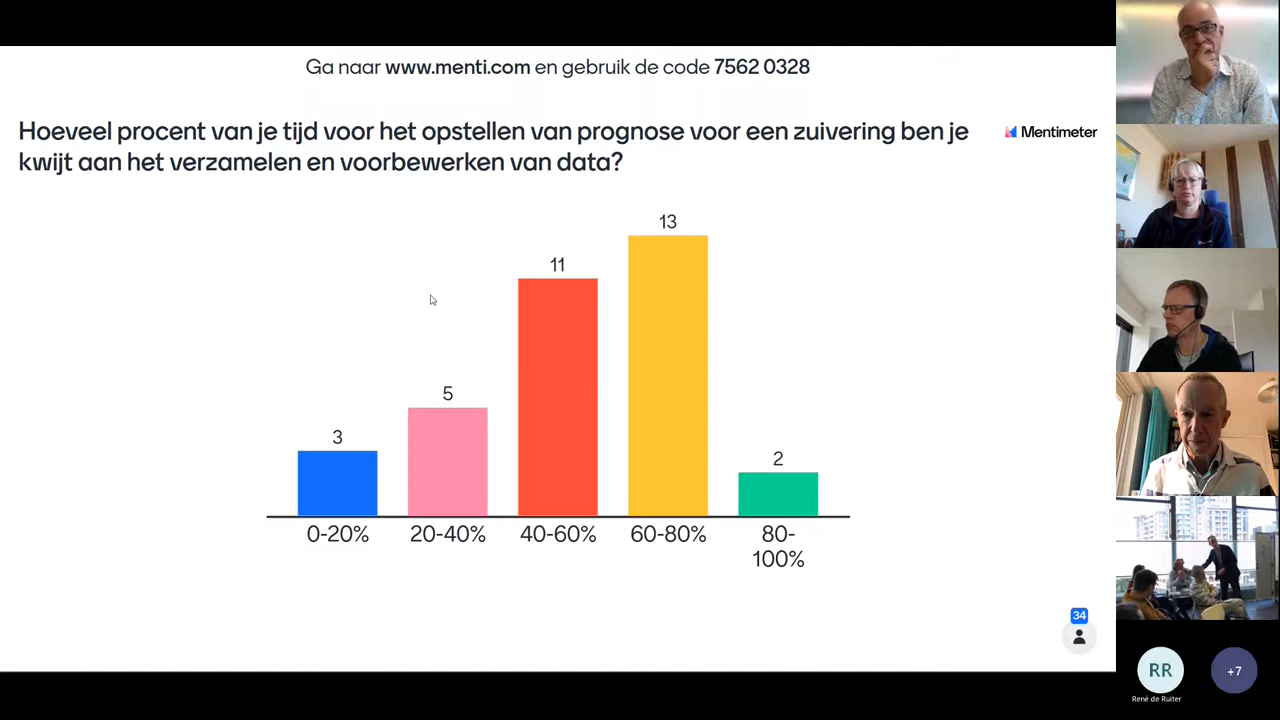 Ga naar www.menti.com en gebruik de code 7562 0328
Hoeveel procent van je tijd voor het opstellen van prognose voor een zuivering ben je
kwijt aan het verzamelen en voorbewerken van data?
Mentimeter
13
11
5
3
2
0-20%
20-40%
40-60%
60-80%
80-
100%
34
RR
+7
René de Ruiter